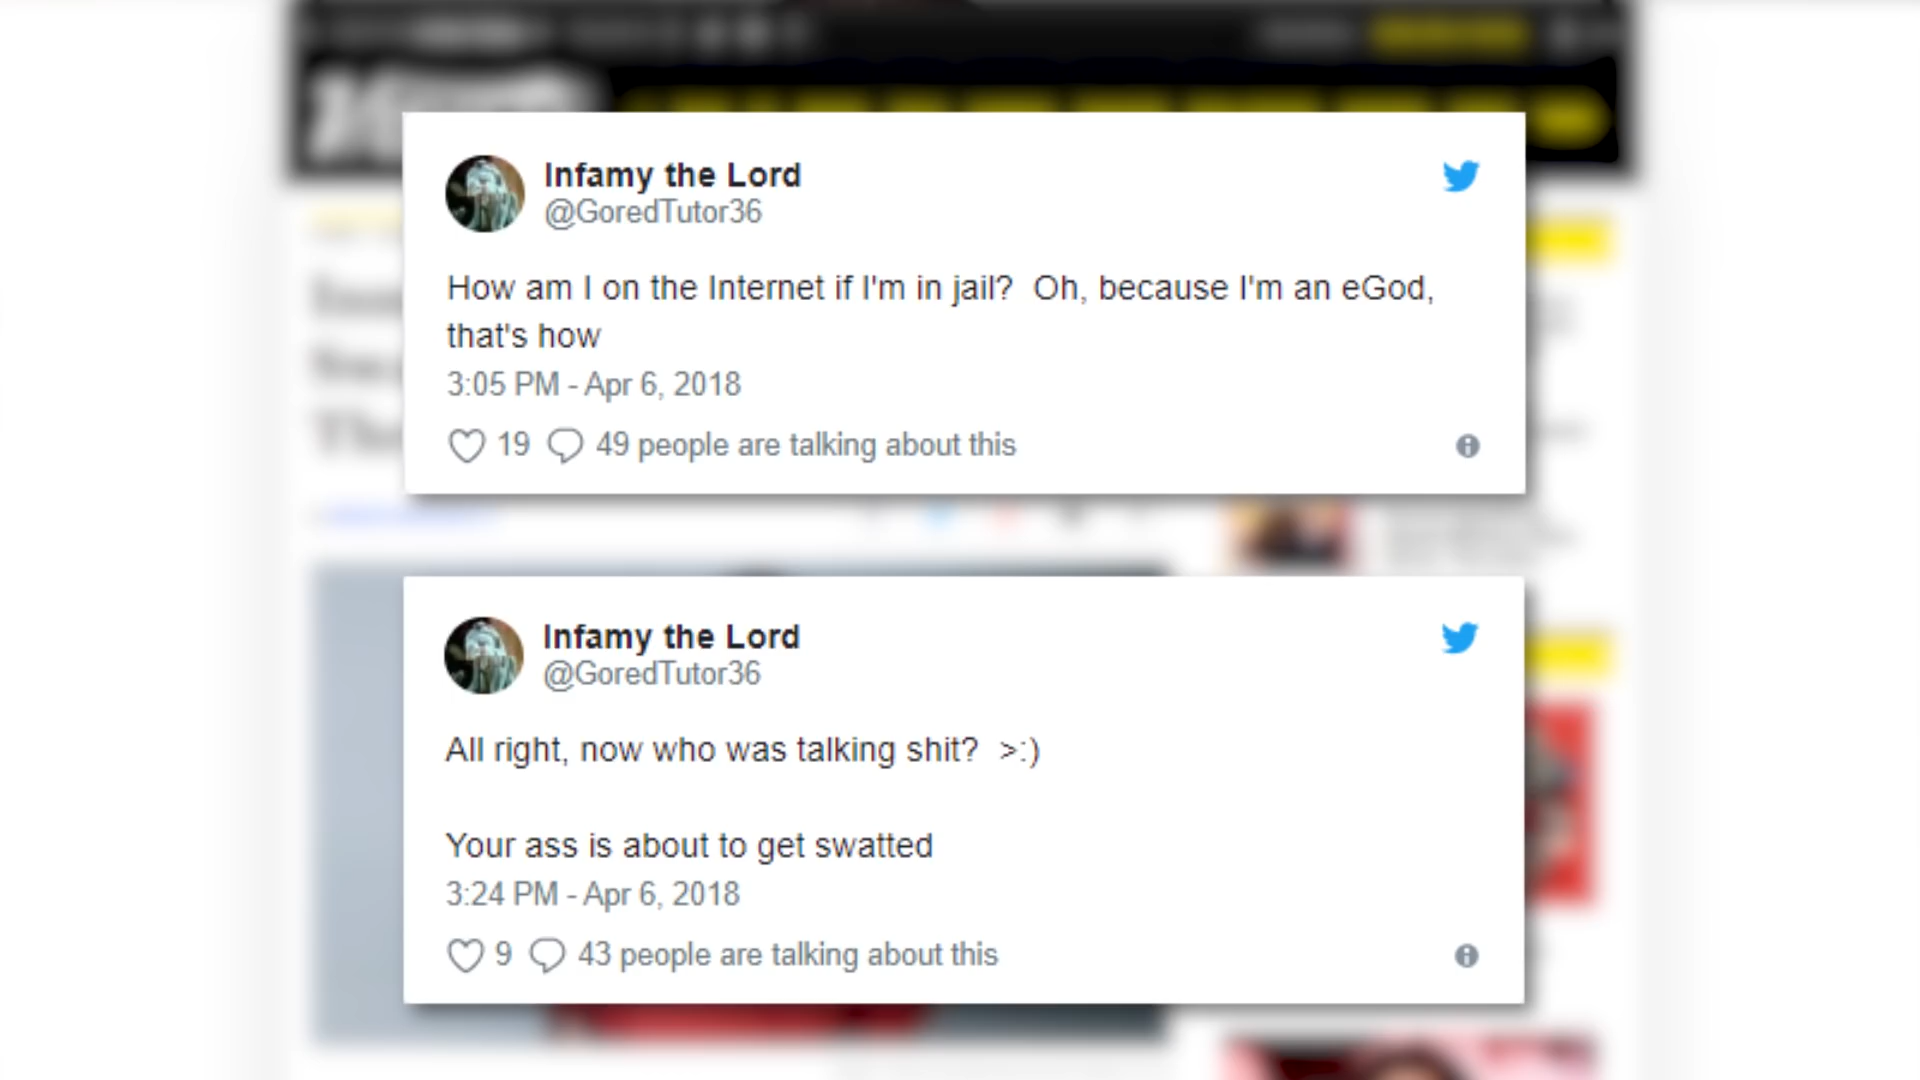 Infamy the Lord
@GoredTutor36
How am I on the Internet if I'm in jail?  Oh, because I'm an eGod,
that's how
3:05 PM - Apr 6, 2018
19 49 people are talking about this
Infamy the Lord
@GoredTutor36
All right, now who was talking shit?  >:)
Your ass is about to get swatted
3:24 PM - Apr 6, 2018
9 43 people are talking about this